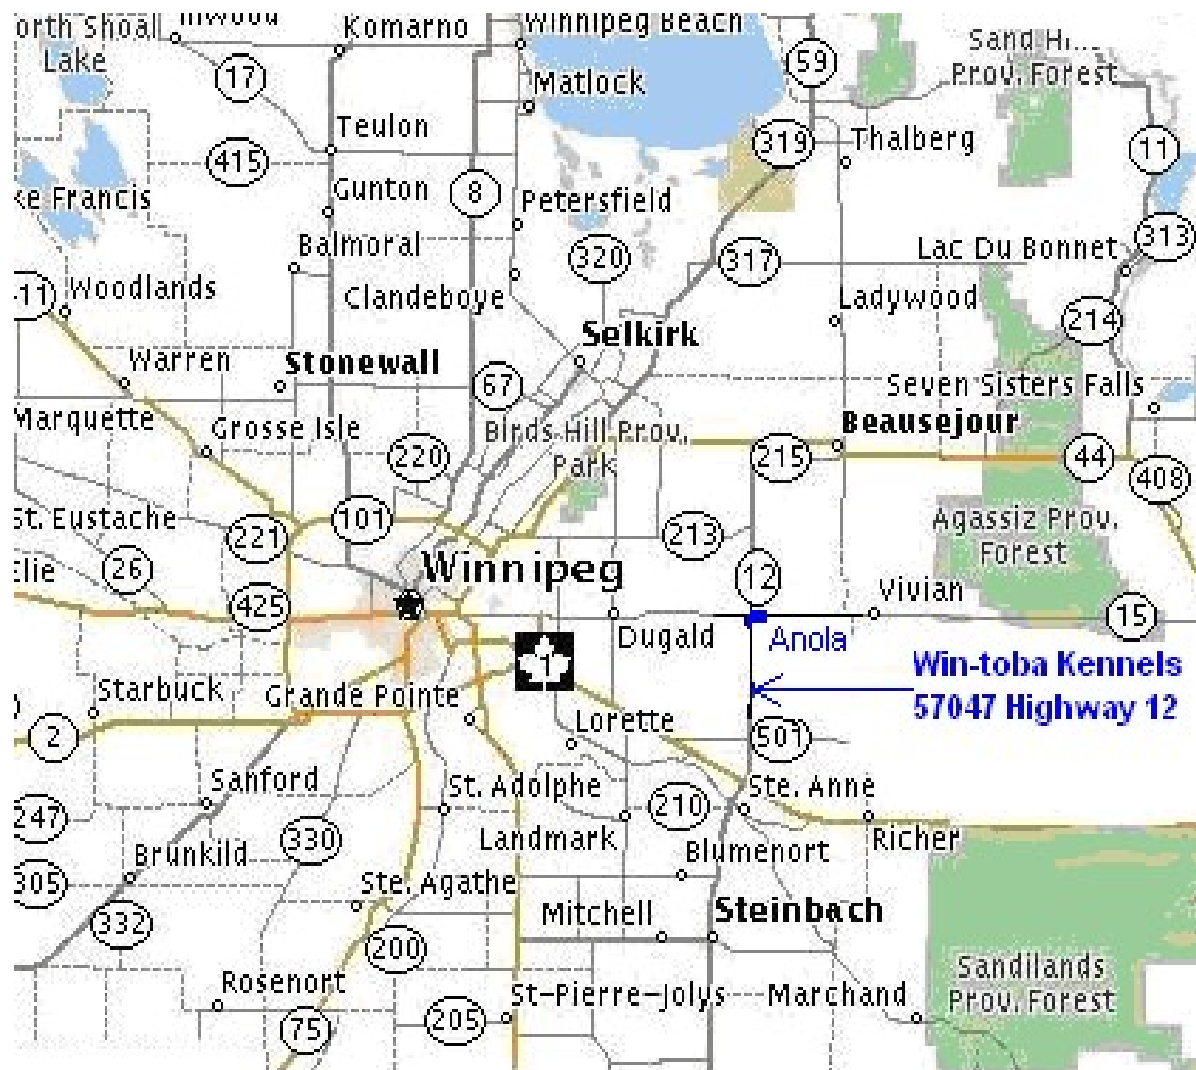 Komarno
Winnipeg Beach
orth Shoal
Lake
17
59
Sand Hi...
Prov. Forest
Matlock
Teulon
319
Thalberg
11
415
Gunton
8
ke Francis
Petersfield
Balmoral
320
317
Lac Du Bonnet
313
11
Woodlands
Clandeboye
Ladywood
214
Selkirk
Warren
Stonewall
67
Seven Sisters Falls
Marquette
Grosse Isle
Birds Hill Prov.
Park
Beausejour
220
215
44
408
St. Eustache
101
221
213
Agassiz Prov.
Forest
Elie
26
Winnipeg
12
425
Vivian
15
Dugald
Anola
1
Win-toba Kennels
57047 Highway 12
Starbuck
Grande Pointe
2
Lorette
501
Sanford
St. Adolphe
Ste. Anne
247
210
330
Landmark
Richer
Brunkild
Blumenort
305
Ste. Agathe
332
Mitchell
Steinbach
200
Rosenort
St-Pierre-Jolys
Marchand
Sandilands
Prov. Forest
75
205